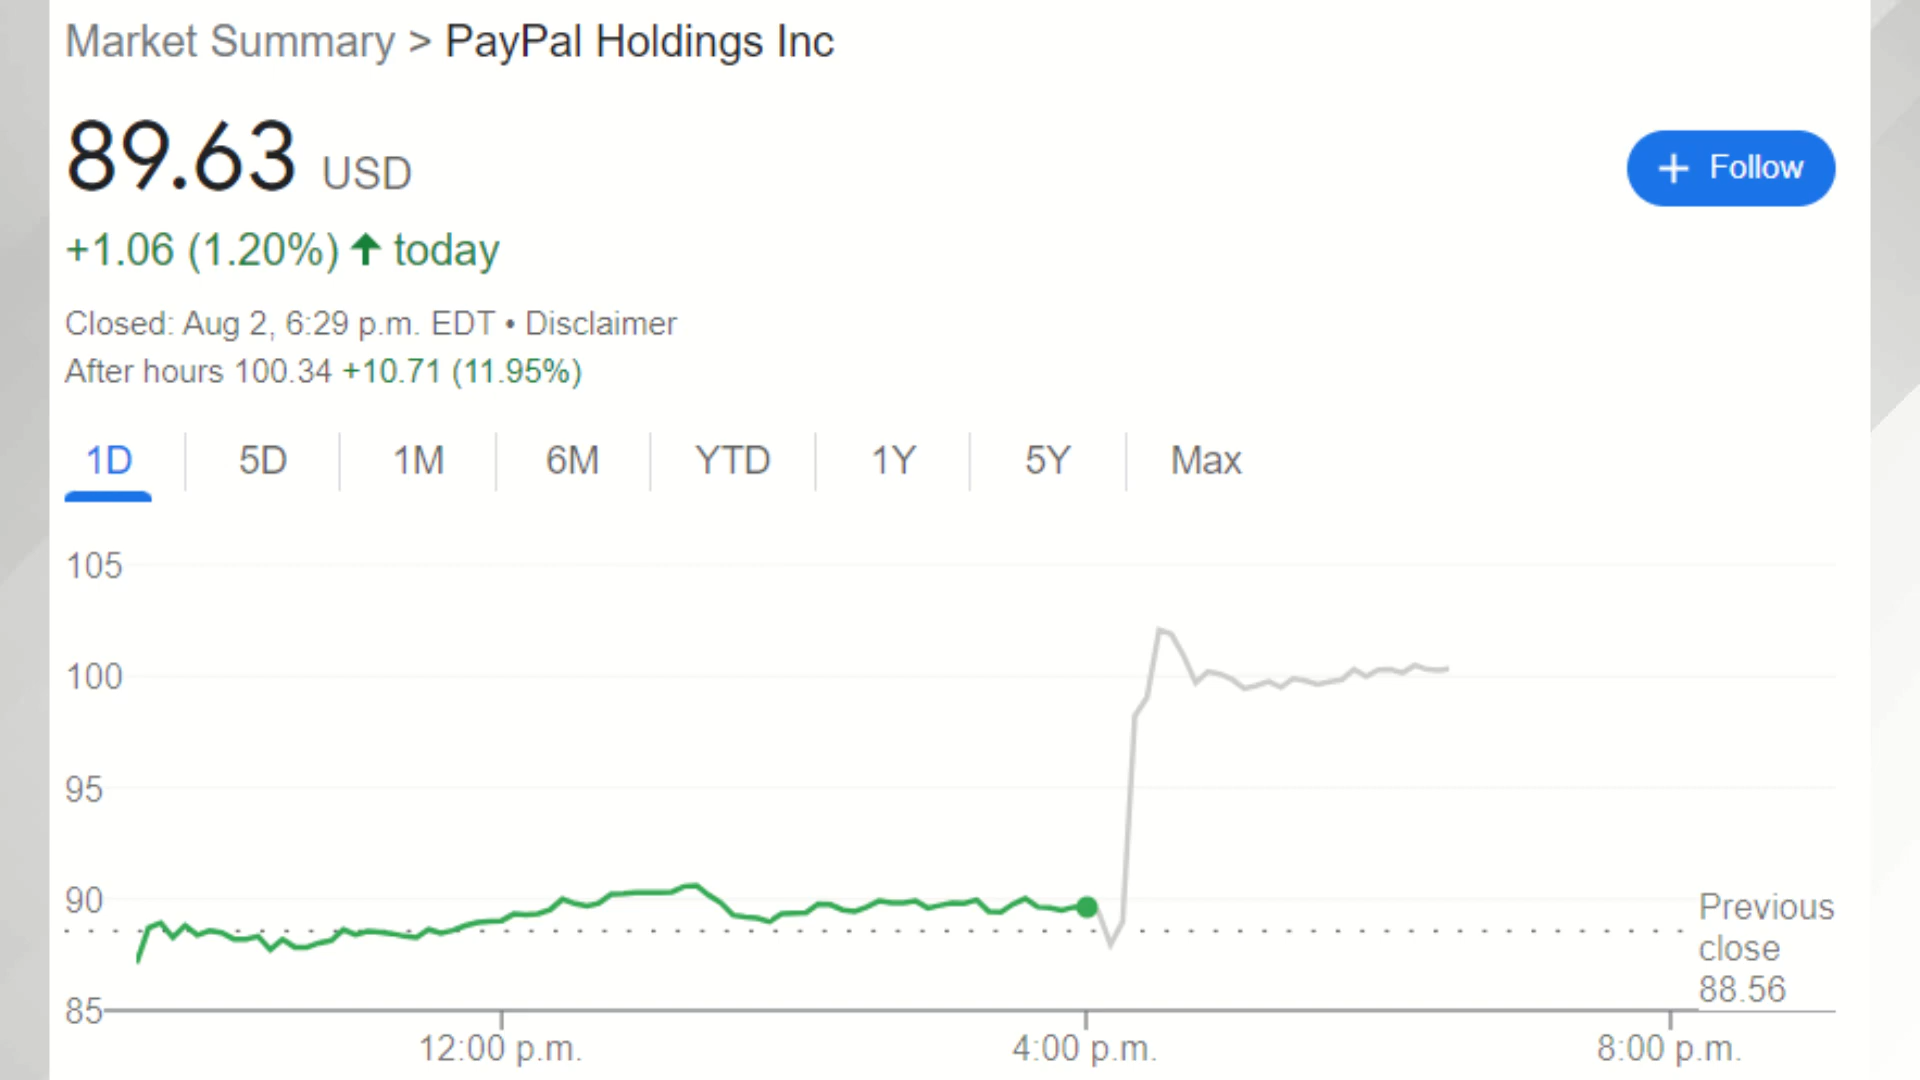 Market Summary > PayPal Holdings Inc
89.63 USD
+ Follow
+1.06 (1.20%) ↑ today
Closed: Aug 2, 6:29 p.m. EDT • Disclaimer
After hours 100.34 +10.71 (11.95%)
1D 5D 1M 6M YTD 1Y 5Y Max
105
100
95
90
85
Previous
close
88.56
12:00 p.m. 4:00 p.m. 8:00 p.m.